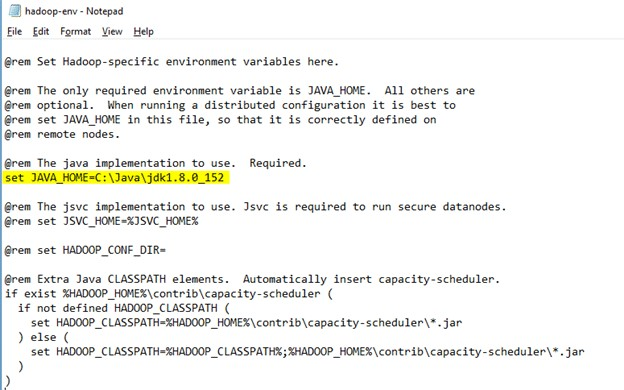 hadoop-env - Notepad
File Edit Format View Help
@rem Set Hadoop-specific environment variables here.
@rem The only required environment variable is JAVA_HOME.  All others are
@rem optional.  When running a distributed configuration it is best to
@rem set JAVA_HOME in this file, so that it is correctly defined on
@rem remote nodes.
@rem The java implementation to use.  Required.
set JAVA_HOME=C:\Java\jdk1.8.0_152
@rem The jsvc implementation to use. Jsvc is required to run secure datanodes.
@rem set JSVC_HOME=%JSVC_HOME%
@rem set HADOOP_CONF_DIR=
@rem Extra Java CLASSPATH elements.  Automatically insert capacity-scheduler.
if exist %HADOOP_HOME%\contrib\capacity-scheduler (
  if not defined HADOOP_CLASSPATH (
    set HADOOP_CLASSPATH=%HADOOP_HOME%\contrib\capacity-scheduler\*.jar
  ) else (
    set HADOOP_CLASSPATH=%HADOOP_CLASSPATH%;%HADOOP_HOME%\contrib\capacity-scheduler\*.jar
  )
)